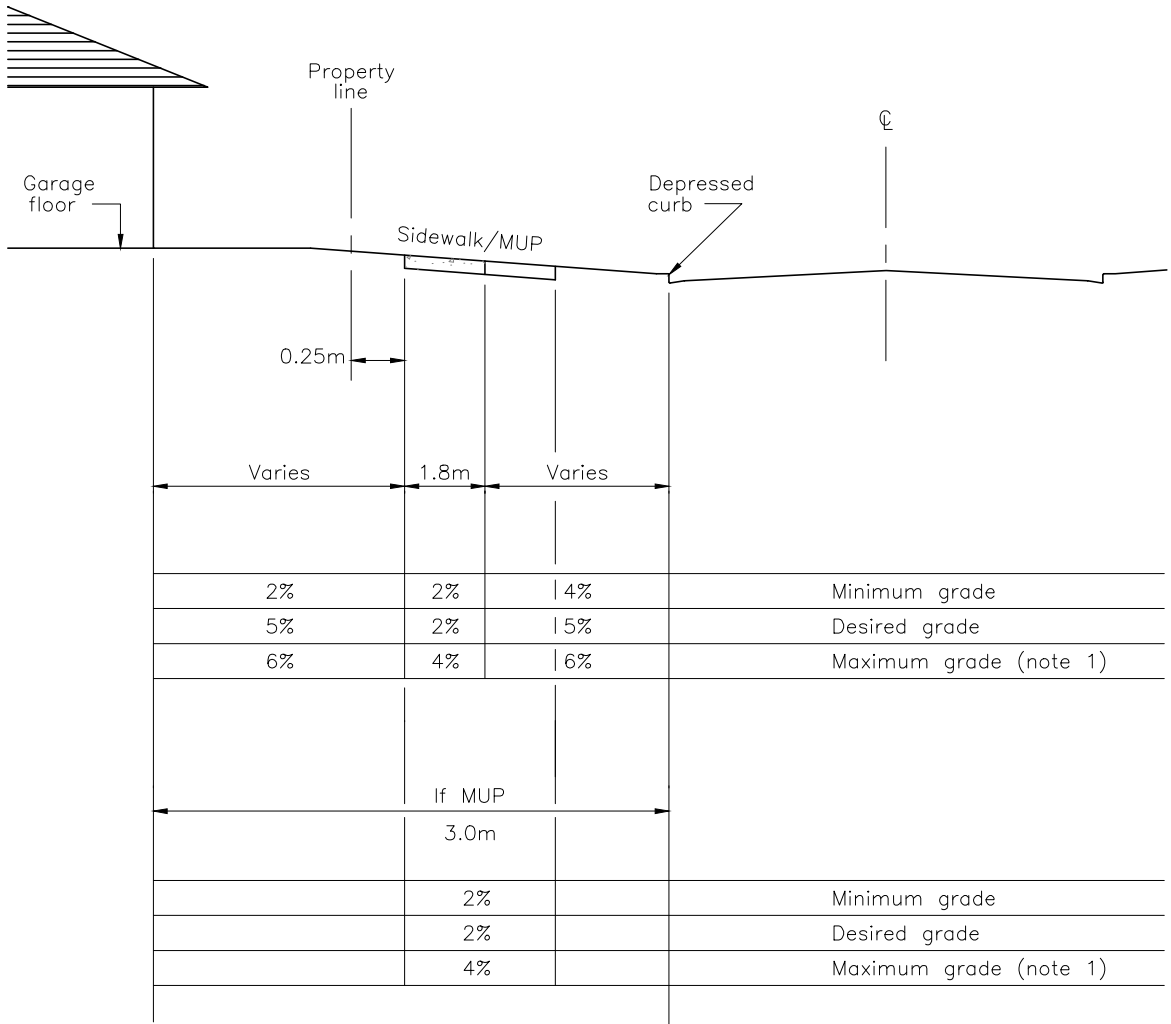 Property
line
℄
Garage
floor
Depressed
curb
Sidewalk/MUP
0.25m
Varies 1.8m Varies
2% 2% 4% Minimum grade
5% 2% 5% Desired grade
6% 4% 6% Maximum grade (note 1)
If MUP
3.0m
2% Minimum grade
2% Desired grade
4% Maximum grade (note 1)